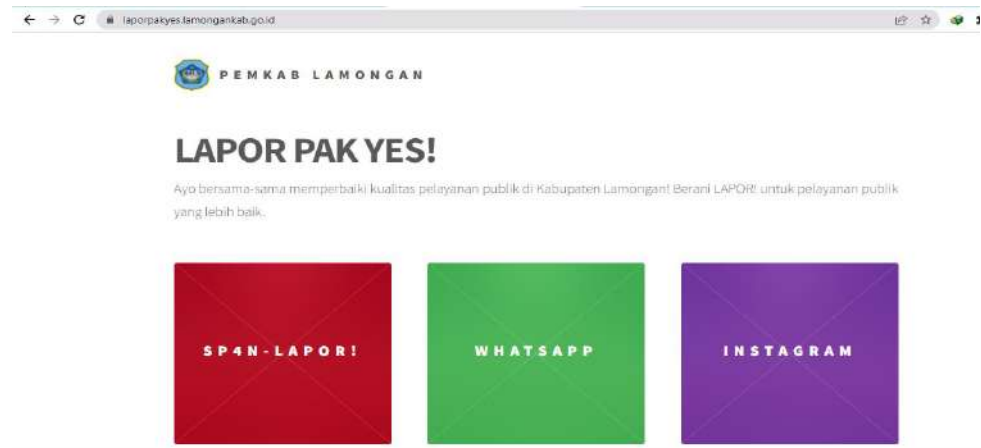 laporpakyes.lamongankab.go.id
PEMKAB LAMONGAN
LAPOR PAK YES!
Ayo bersama-sama memperbaiki kualitas pelayanan publik di Kabupaten Lamongan! Berani LAPOR! untuk pelayanan publik
yang lebih baik.
SP4N-LAPOR! WHATSAPP INSTAGRAM